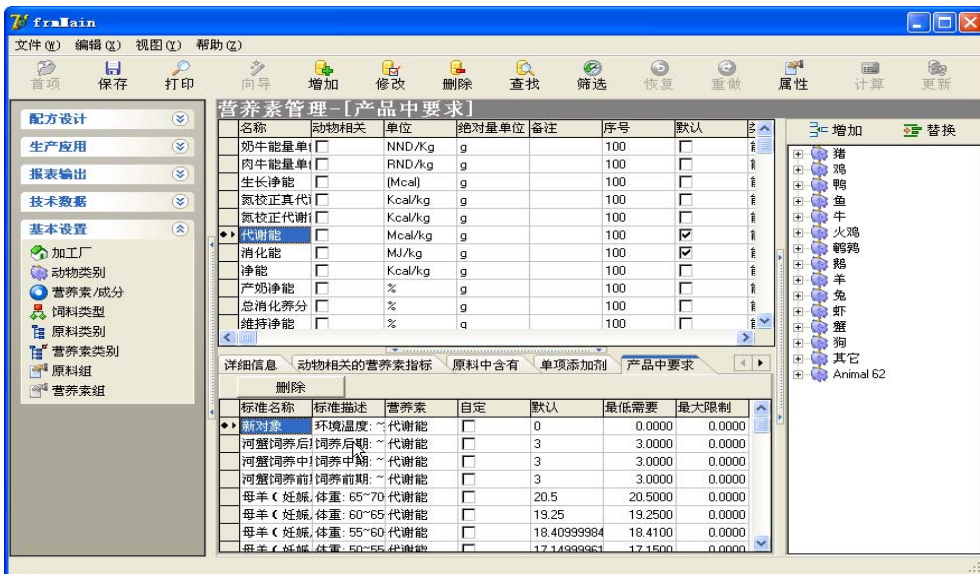 frmMain
文件(W) 编辑(X) 视图(Y) 帮助(Z)
首项 保存 打印 向导 增加 修改 删除 查找 筛选 恢复 重做 属性 计算 更新
配方设计
生产应用
报表输出
技术数据
基本设置
加工厂
动物类别
营养素/成分
饲料类型
原料类别
营养素类别
原料组
营养素组
营养素管理-[产品中要求]
名称 动物相关 单位 绝对量单位 备注 序号 默认
奶牛能量单 NND/Kg g 100
肉牛能量单 RND/Kg g 100
生长净能 (Mcal) g 100
氮校正真代 Kcal/kg g 100
氮校正代谢 Kcal/kg g 100
代谢能 Mcal/kg g 100
消化能 MJ/kg g 100
净能 Kcal/kg g 100
产奶净能 % g 100
总消化养分 % g 100
维持净能 % g 100
详细信息 动物相关的营养素指标 原料中含有 单项添加剂 产品中要求
删除
标准名称 标准描述 营养素 自定 默认 最低需要 最大限制
新对象 环境温度: ~ 代谢能 0 0.0000 0.0000
河蟹饲养后 饲养后期: ~ 代谢能 3 3.0000 0.0000
河蟹饲养中 饲养中期: ~ 代谢能 3 3.0000 0.0000
河蟹饲养前 饲养前期: ~ 代谢能 3 3.0000 0.0000
母羊(妊娠, 体重: 65~70 代谢能 20.5 20.5000 0.0000
母羊(妊娠, 体重: 60~65 代谢能 19.25 19.2500 0.0000
母羊(妊娠, 体重: 55~60 代谢能 18.40999984 18.4100 0.0000
母羊(妊娠, 体重: 50~55 代谢能 17.14999961 17.1500 0.0000
增加 替换
猪
鸡
鸭
鱼
牛
火鸡
鹌鹑
鹅
羊
兔
虾
蟹
狗
其它
Animal 62